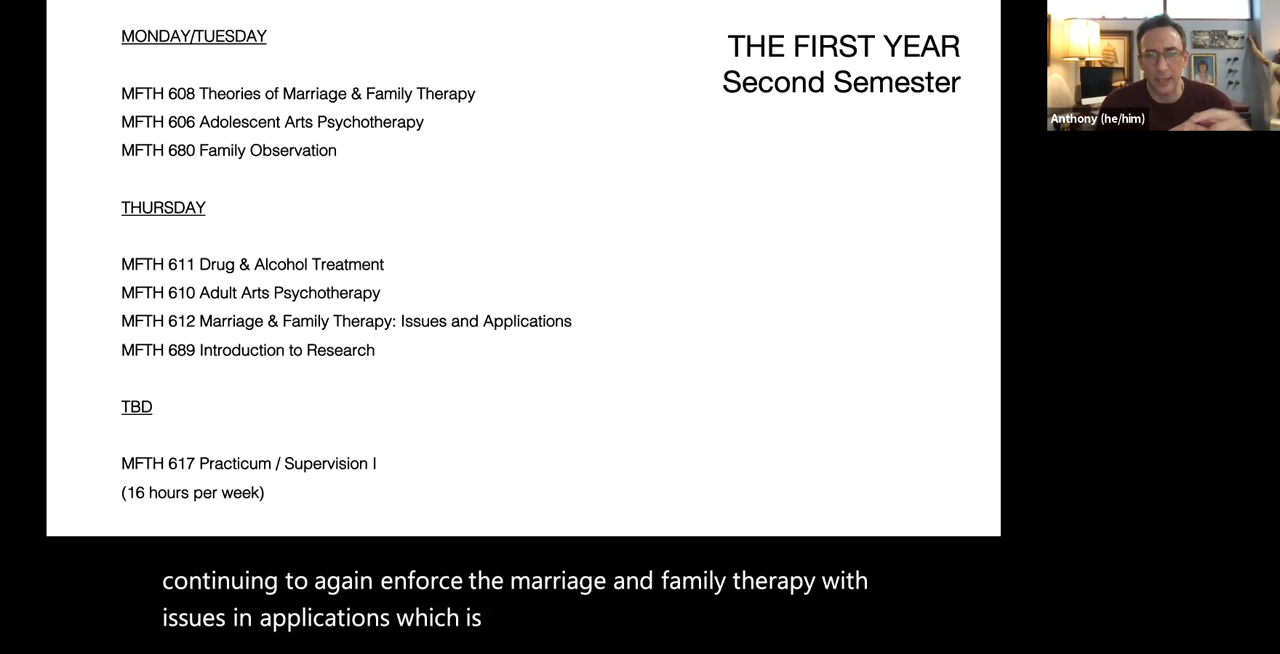 MONDAY/TUESDAY
MFTH 608 Theories of Marriage & Family Therapy
MFTH 606 Adolescent Arts Psychotherapy
MFTH 680 Family Observation
THURSDAY
MFTH 611 Drug & Alcohol Treatment
MFTH 610 Adult Arts Psychotherapy
MFTH 612 Marriage & Family Therapy: Issues and Applications
MFTH 689 Introduction to Research
TBD
MFTH 617 Practicum / Supervision I
(16 hours per week)
THE FIRST YEAR
Second Semester
Anthony (he/him)
continuing to again enforce the marriage and family therapy with
issues in applications which is